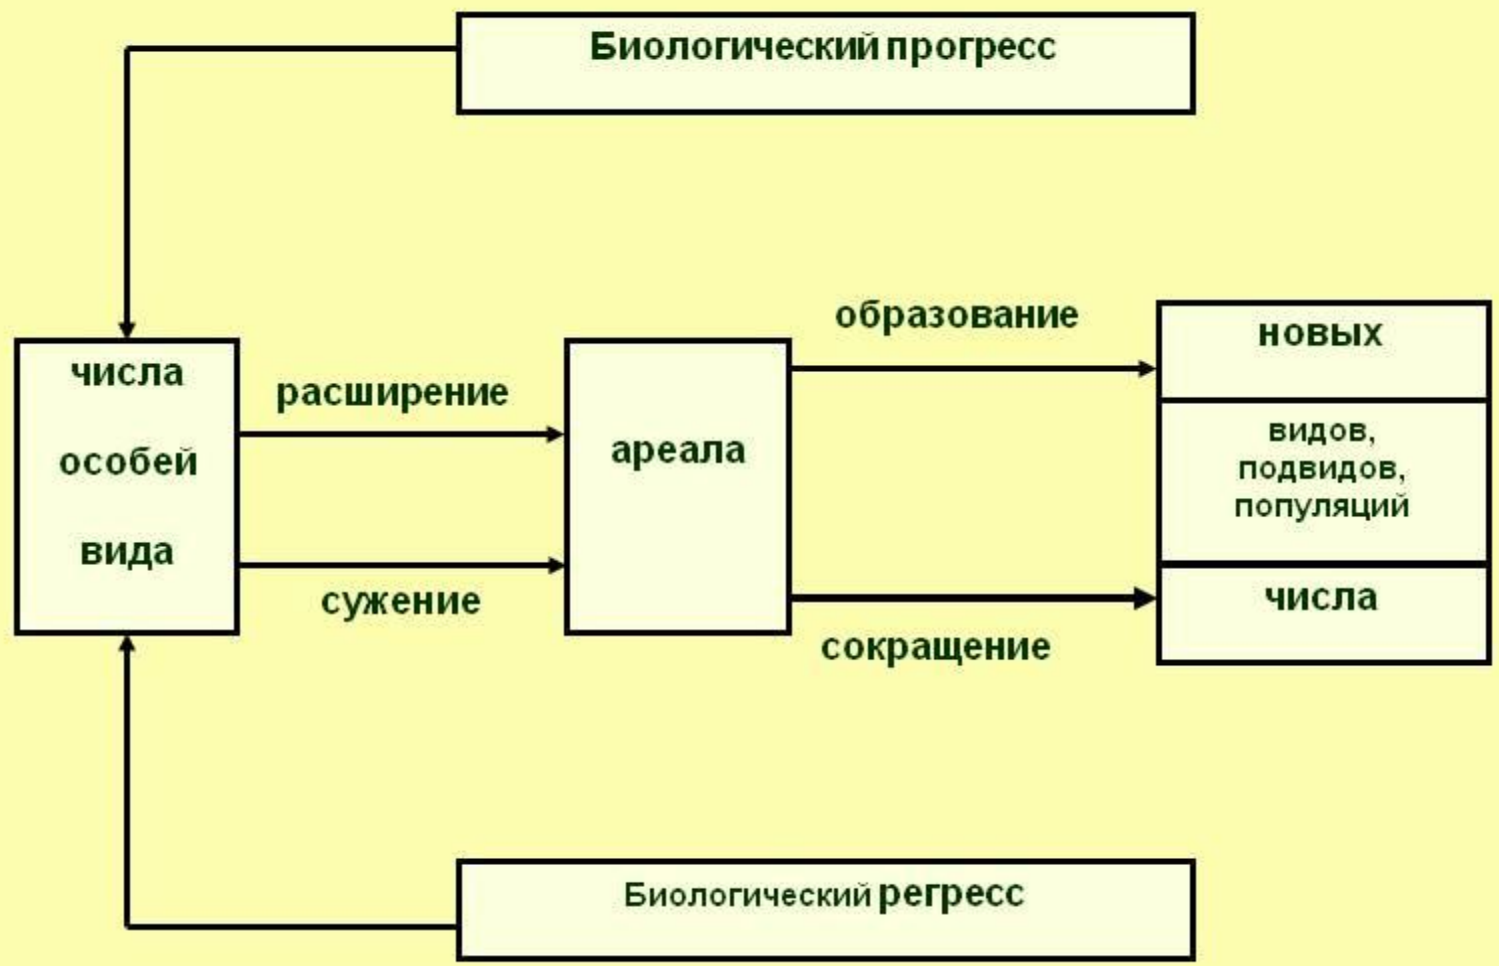 Биологический прогресс
образование
новых
числа
расширение
ареала
особей
видов,
подвидов,
популяций
вида
сужение
числа
сокращение
Биологический регресс